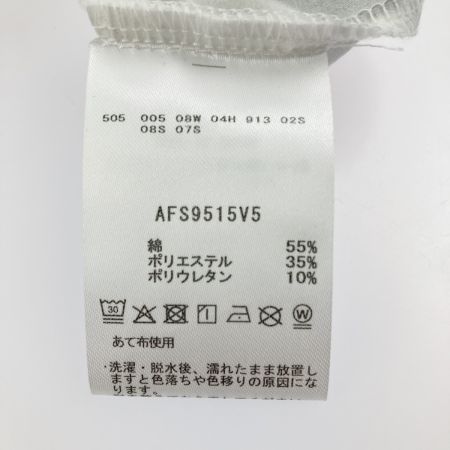 505 005 08W 04H 913 02S
08S 07S
AFS9515V5
綿 55%
ポリエステル 35%
ポリウレタン 10%
30
W
あて布使用
・洗濯・脱水後、濡れたまま放置し
ますと色落ちや色移りの原因にな
ります。